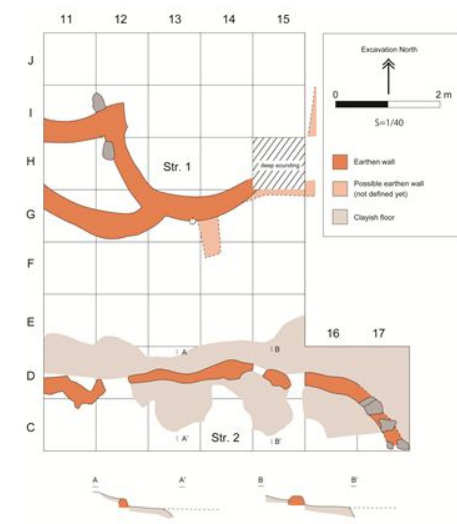 11 12 13 14 15
J
I
H
G
F
E
D
C
16 17
Str. 1
deep sounding
Str. 2
A
B
A'
B'
Excavation North
0 2 m
S=1/40
Earthen wall
Possible earthen wall
(not defined yet)
Clayish floor
A A' B B'